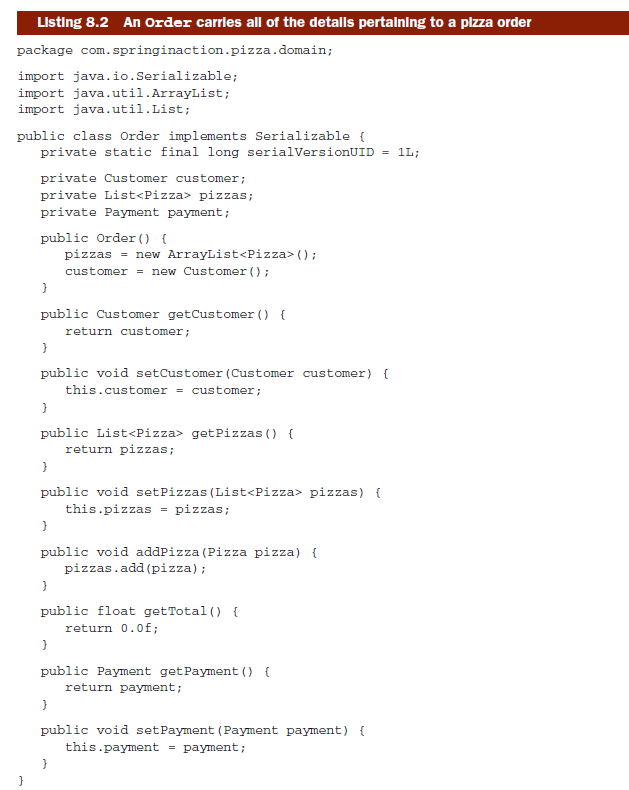 Listing 8.2 An Order carries all of the details pertaining to a pizza order
package com.springinaction.pizza.domain;
import java.io.Serializable;
import java.util.ArrayList;
import java.util.List;
public class Order implements Serializable {
private static final long serialVersionUID = 1L;
private Customer customer;
private List<Pizza> pizzas;
private Payment payment;
public Order() {
pizzas = new ArrayList<Pizza>();
customer = new Customer();
}
public Customer getCustomer() {
return customer;
}
public void setCustomer(Customer customer) {
this.customer = customer;
}
public List<Pizza> getPizzas() {
return pizzas;
}
public void setPizzas(List<Pizza> pizzas) {
this.pizzas = pizzas;
}
public void addPizza(Pizza pizza) {
pizzas.add(pizza);
}
public float getTotal() {
return 0.0f;
}
public Payment getPayment() {
return payment;
}
public void setPayment(Payment payment) {
this.payment = payment;
}
}